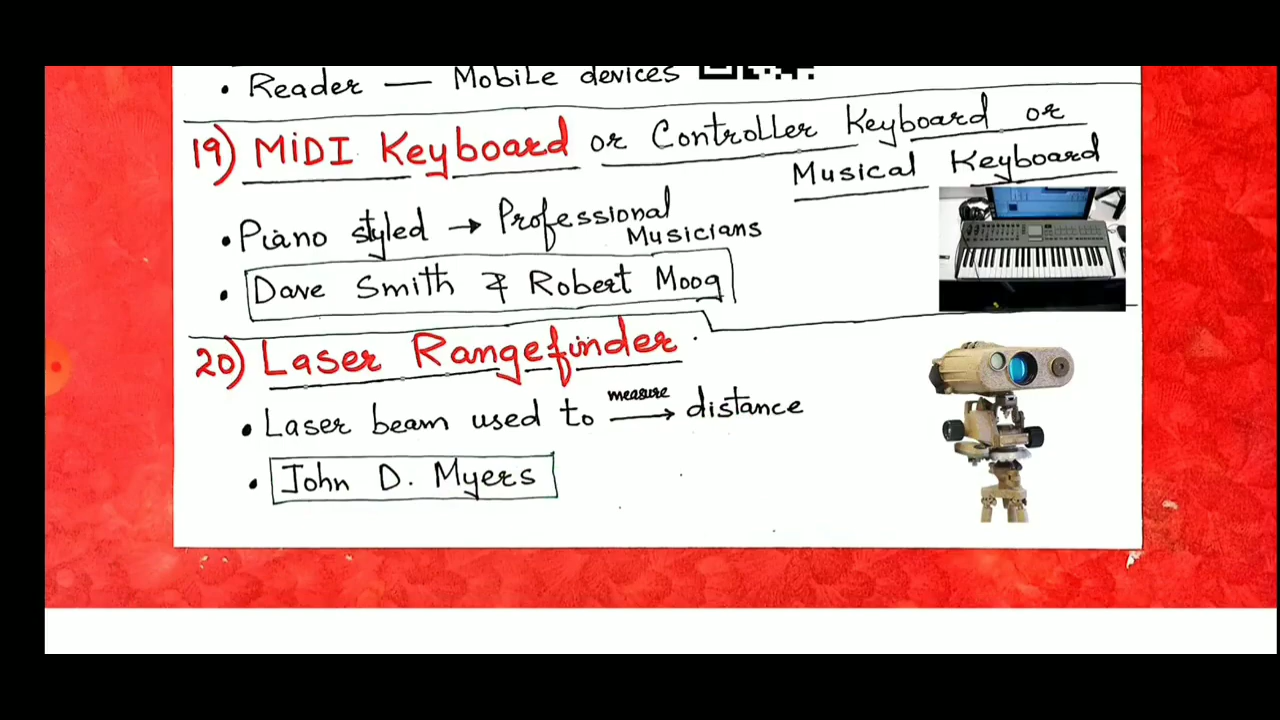 • Reader — Mobile devices
19) MiDI Keyboard or Controller Keyboard or
Musical Keyboard
• Piano styled → Professional
Musicians
• Dave Smith & Robert Moog
20) Laser Rangefinder
• Laser beam used to measure → distance
• John D. Myers